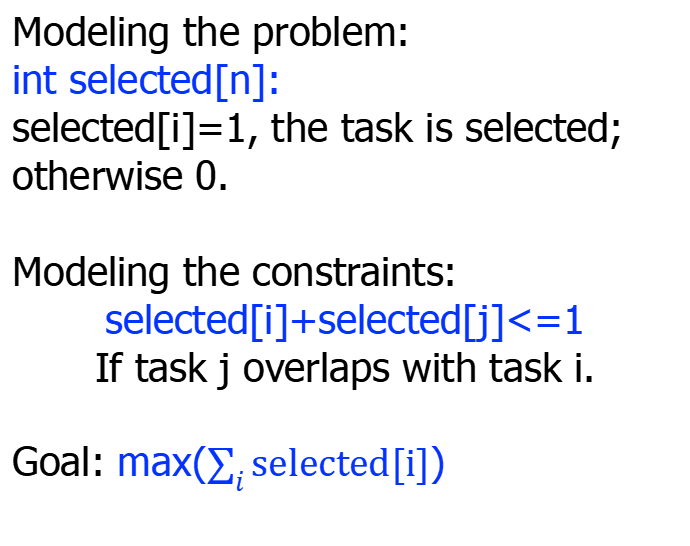 Modeling the problem:
int selected[n]:
selected[i]=1, the task is selected;
otherwise 0.
Modeling the constraints:
selected[i]+selected[j]<=1
If task j overlaps with task i.
Goal: max(∑ᵢ selected[i])